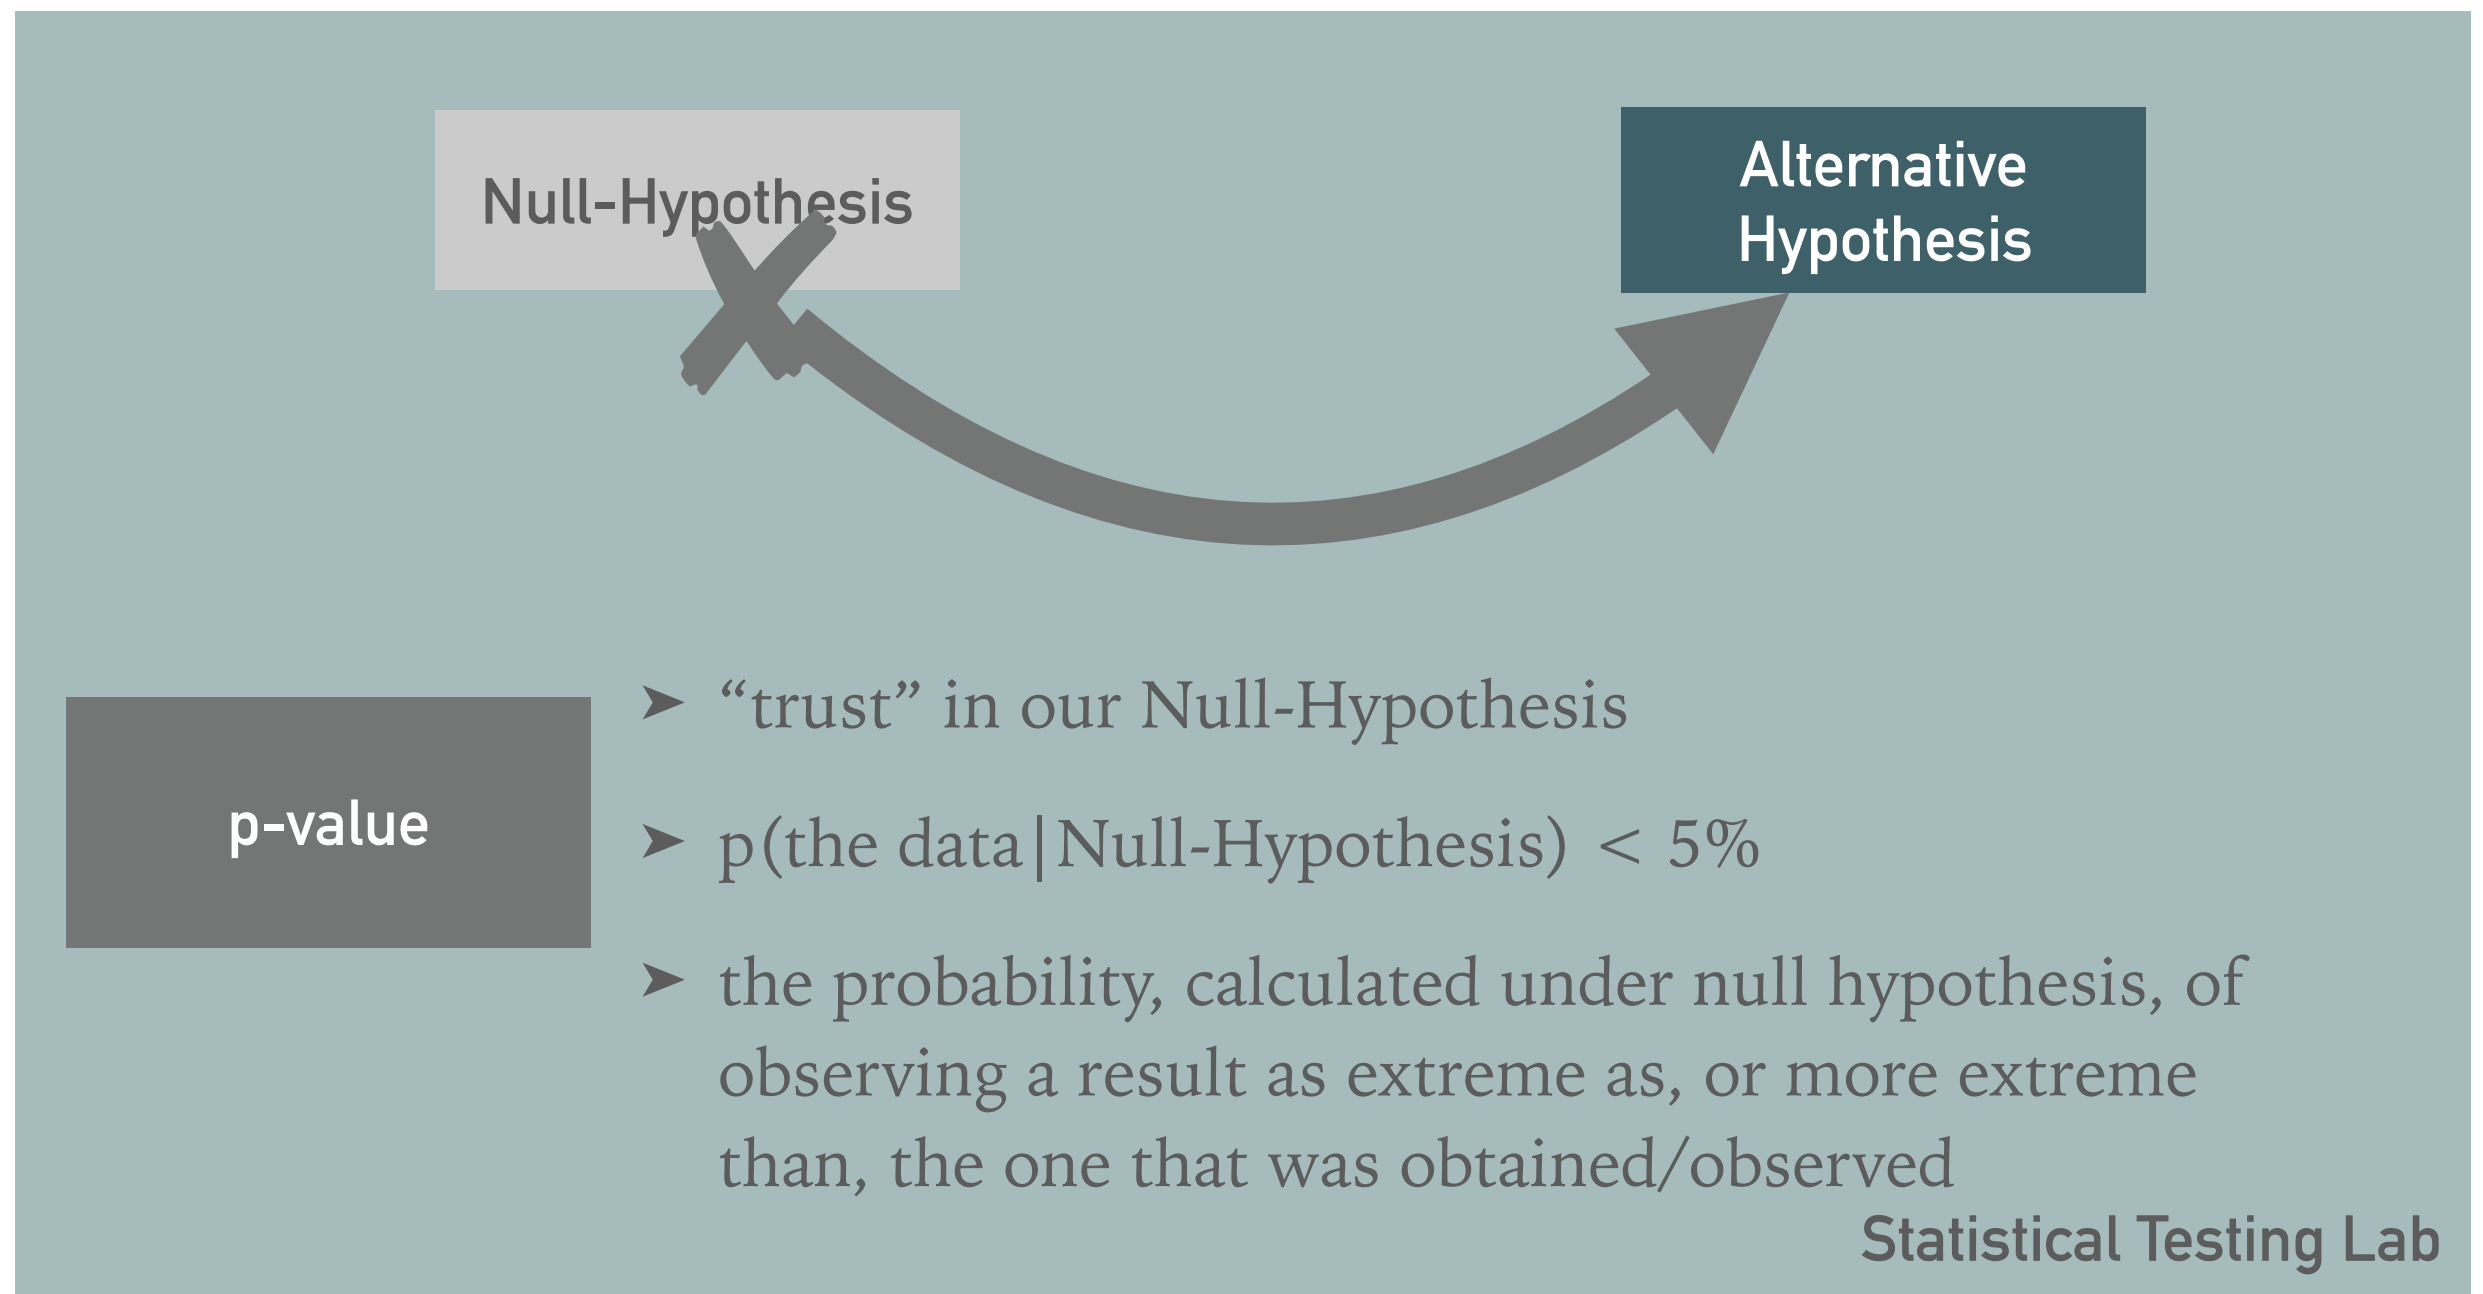 Null-Hypothesis
Alternative
Hypothesis
p-value
➤ “trust” in our Null-Hypothesis
➤ p(the data|Null-Hypothesis) < 5%
➤ the probability, calculated under null hypothesis, of
observing a result as extreme as, or more extreme
than, the one that was obtained/observed
Statistical Testing Lab